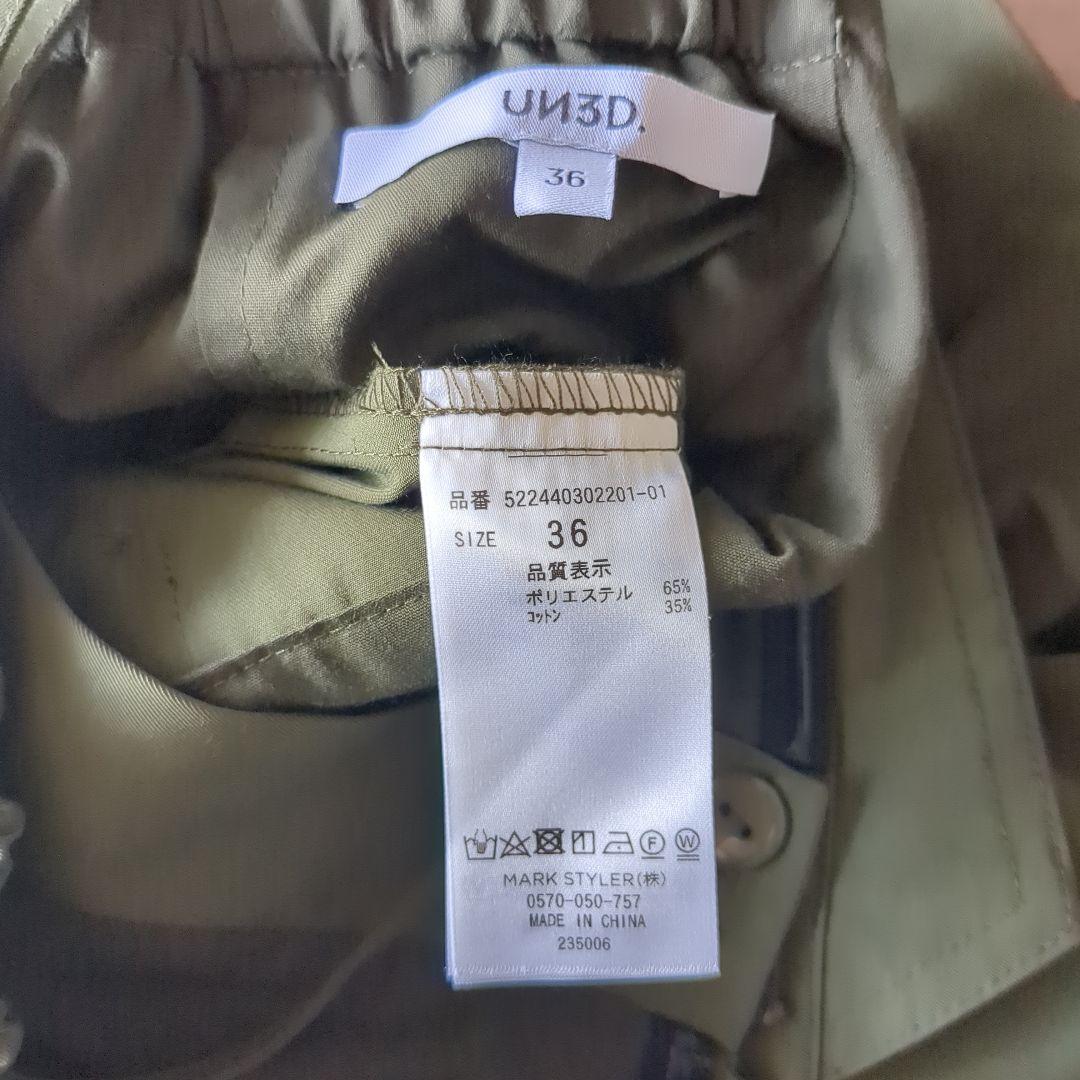 UN3D.
36
品番 522440302201-01
SIZE 36
品質表示
ポリエステル 65%
コットン 35%
MARK STYLER(株)
0570-050-757
MADE IN CHINA
235006